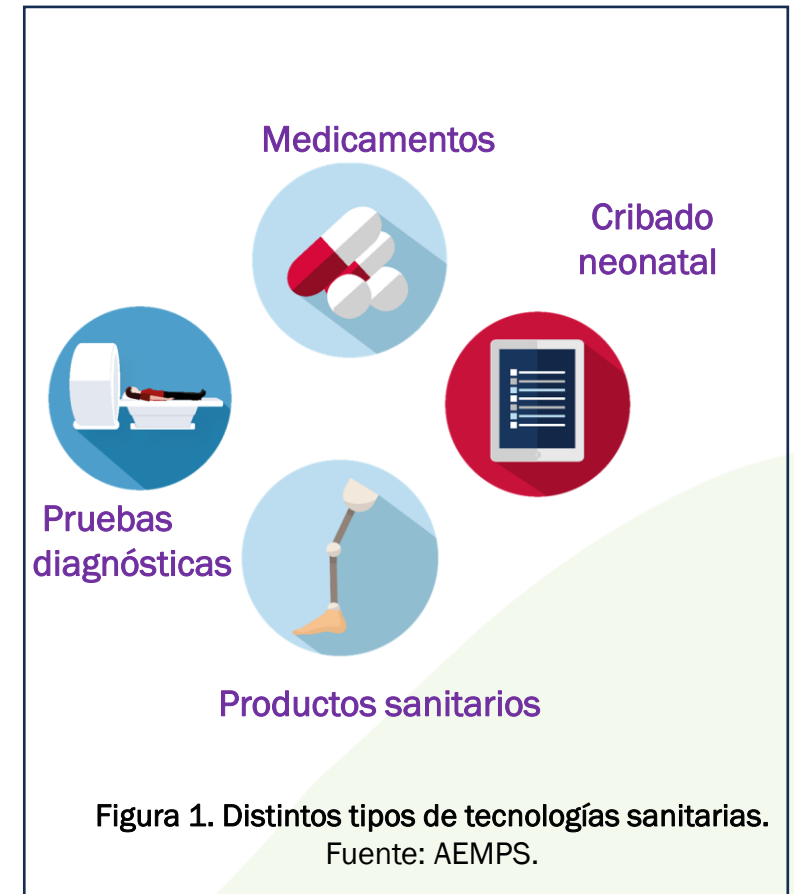 Medicamentos
Cribado
neonatal
Pruebas
diagnósticas
Productos sanitarios
Figura 1. Distintos tipos de tecnologías sanitarias.
Fuente: AEMPS.